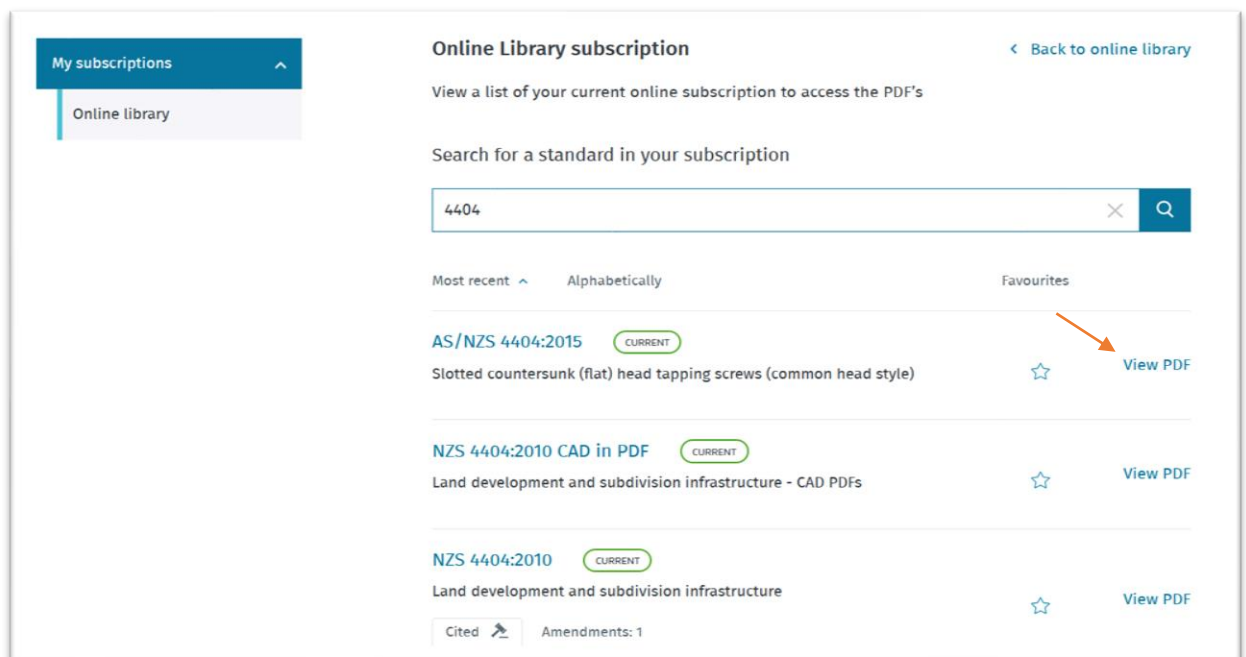 My subscriptions
Online library
Online Library subscription
Back to online library
View a list of your current online subscription to access the PDF's
Search for a standard in your subscription
4404
Most recent Alphabetically Favourites
AS/NZS 4404:2015 CURRENT
Slotted countersunk (flat) head tapping screws (common head style)
View PDF
NZS 4404:2010 CAD in PDF CURRENT
Land development and subdivision infrastructure - CAD PDFs
View PDF
NZS 4404:2010 CURRENT
Land development and subdivision infrastructure
View PDF
Cited Amendments: 1